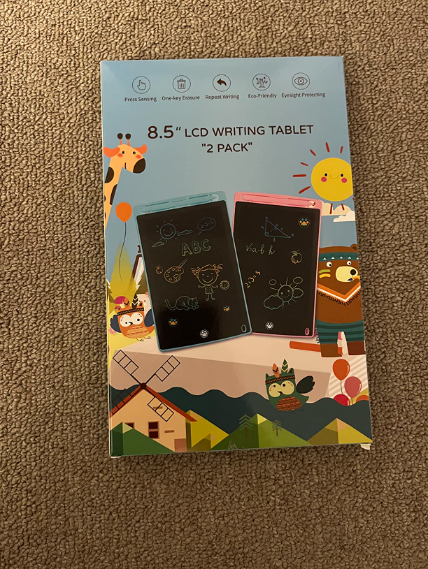 Press Sensing One-key Erasure Repeat Writing Eco-Friendly Eyesight Protecting
8.5" LCD WRITING TABLET
"2 PACK"
ABC